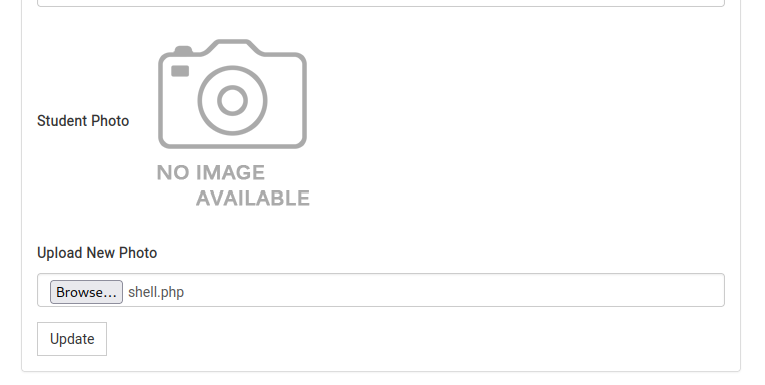 Student Photo
NO IMAGE
AVAILABLE
Upload New Photo
Browse... shell.php
Update